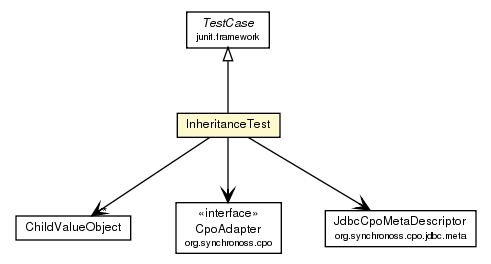 TestCase
junit.framework
InheritanceTest
*
ChildValueObject
«interface»
CpoAdapter
org.synchronoss.cpo
JdbcCpoMetaDescriptor
org.synchronoss.cpo.jdbc.meta